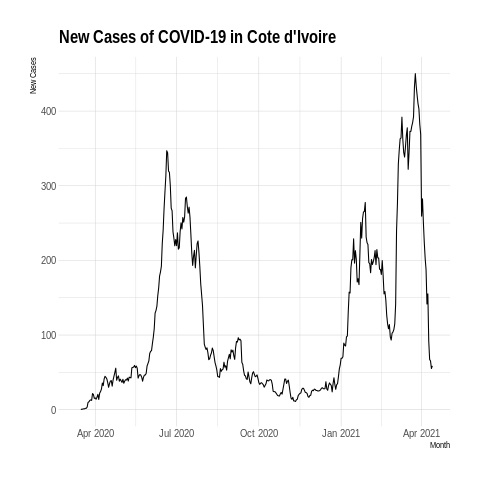 New Cases of COVID-19 in Cote d'Ivoire
New Cases
400
300
200
100
0
Apr 2020 Jul 2020 Oct 2020 Jan 2021 Apr 2021
Month